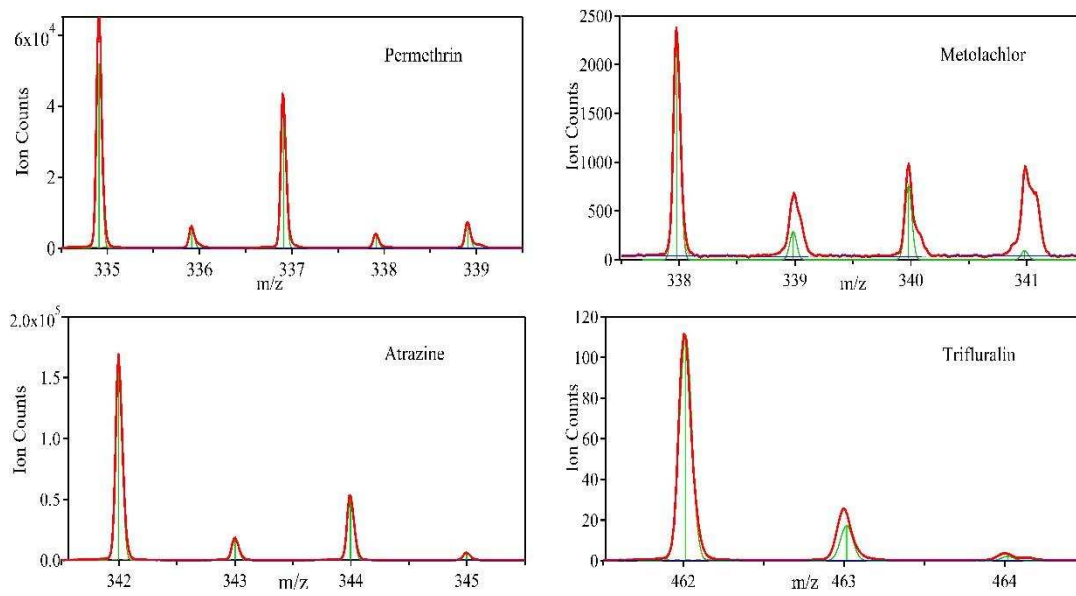 6x10⁴
4
2
0
Ion Counts
Permethrin
335
336
337
338
339
m/z
2500
2000
1500
1000
500
0
Ion Counts
Metolachlor
338
339
340
341
m/z
2.0x10⁵
1.5
1.0
0.5
0.0
Ion Counts
Atrazine
342
343
344
345
m/z
120
100
80
60
40
20
0
Ion Counts
Trifluralin
462
463
464
m/z